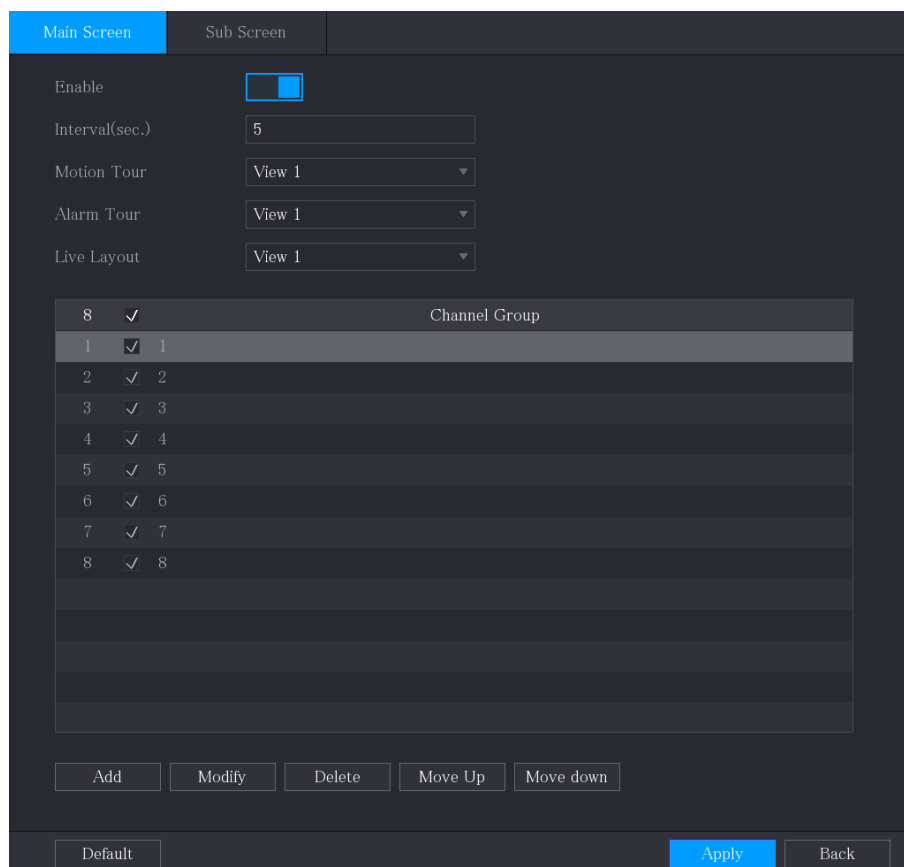 Main Screen Sub Screen
Enable
Interval(sec.) 5
Motion Tour View 1
Alarm Tour View 1
Live Layout View 1
8 Channel Group
1 1
2 2
3 3
4 4
5 5
6 6
7 7
8 8
Add Modify Delete Move Up Move down
Default Apply Back